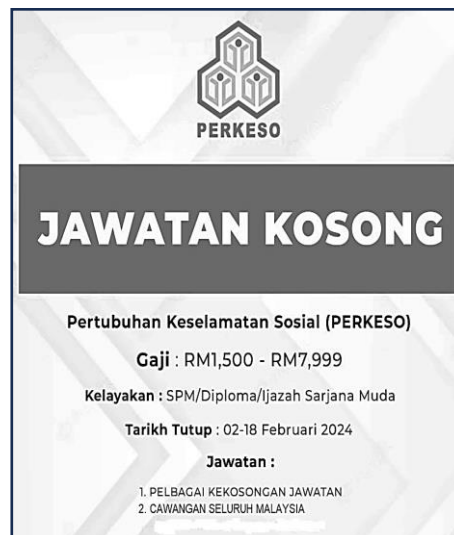 PERKESO
JAWATAN KOSONG
Pertubuhan Keselamatan Sosial (PERKESO)
Gaji : RM1,500 - RM7,999
Kelayakan : SPM/Diploma/Ijazah Sarjana Muda
Tarikh Tutup : 02-18 Februari 2024
Jawatan :
1. PELBAGAI KEKOSONGAN JAWATAN
2. CAWANGAN SELURUH MALAYSIA